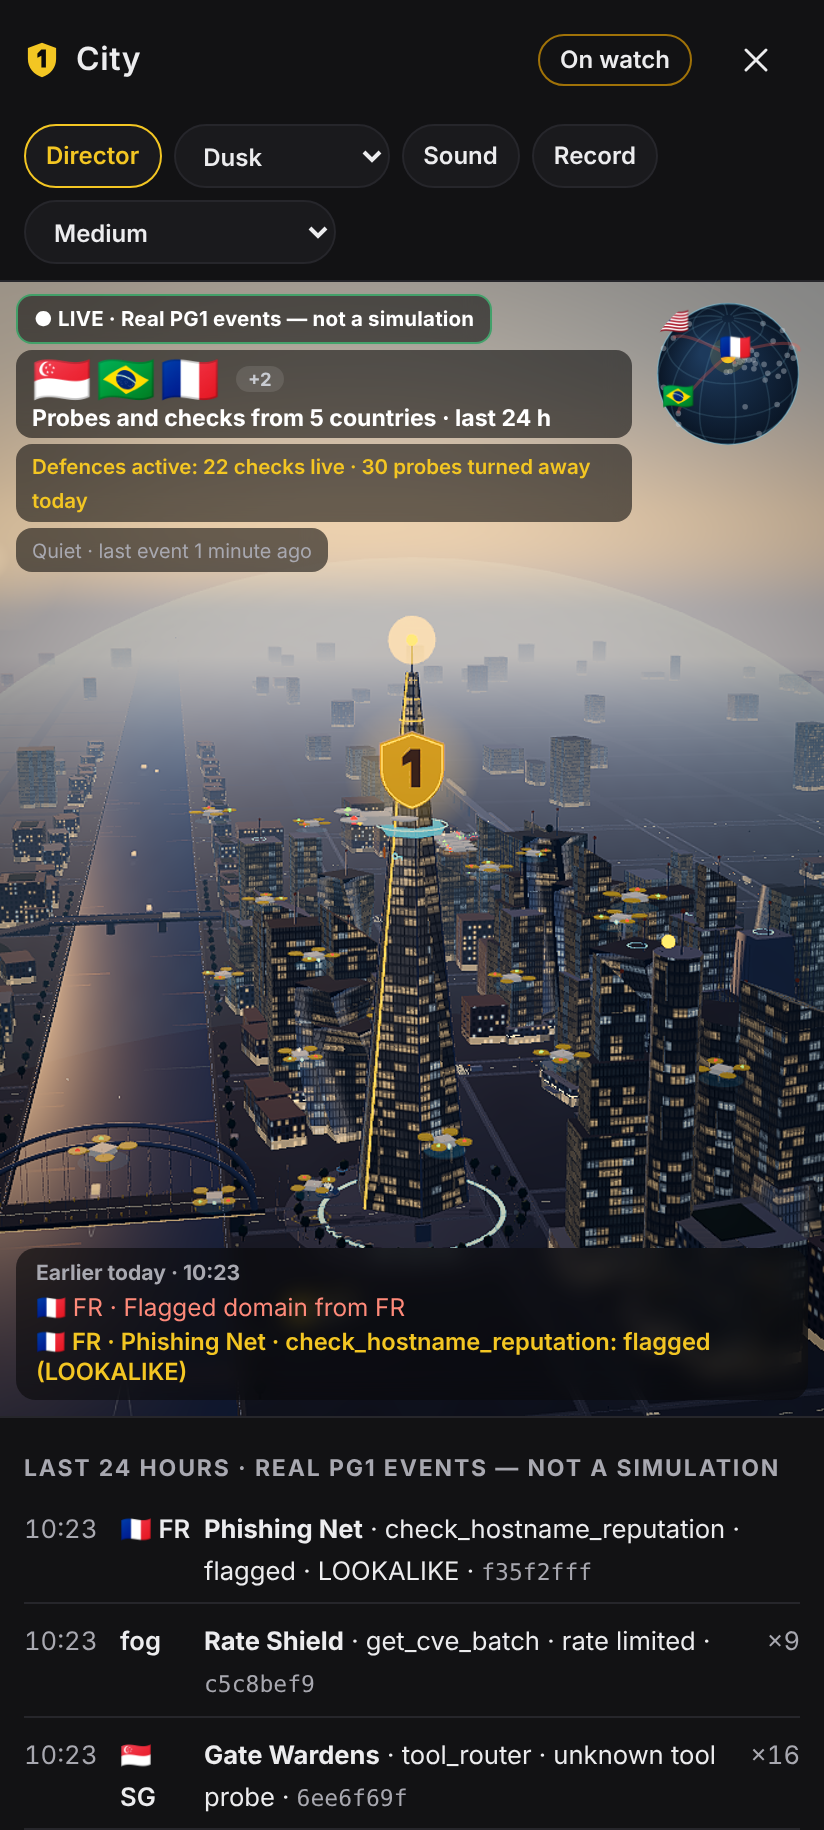 1 City
On watch
Director
Dusk
Sound
Record
Medium
LIVE · Real PG1 events — not a simulation
+2
Probes and checks from 5 countries · last 24 h
Defences active: 22 checks live · 30 probes turned away
today
Quiet · last event 1 minute ago
1
Earlier today · 10:23
FR · Flagged domain from FR
FR · Phishing Net · check_hostname_reputation: flagged
(LOOKALIKE)
LAST 24 HOURS · REAL PG1 EVENTS — NOT A SIMULATION
10:23 FR Phishing Net · check_hostname_reputation ·
flagged · LOOKALIKE · f35f2fff
10:23 fog Rate Shield · get_cve_batch · rate limited · ×9
c5c8bef9
10:23 Gate Wardens · tool_router · unknown tool ×16
SG probe · 6ee6f69f